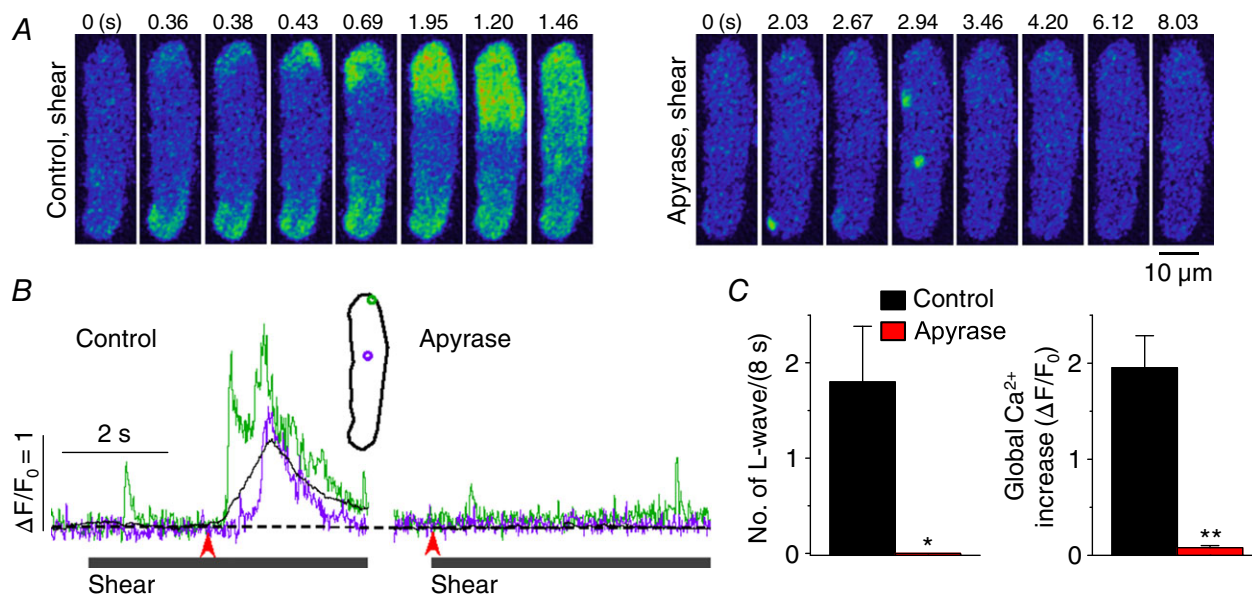 A
Control, shear
0 (s) 0.36 0.38 0.43 0.69 1.95 1.20 1.46
Apyrase, shear
0 (s) 2.03 2.67 2.94 3.46 4.20 6.12 8.03
10 µm
B
Control
Apyrase
2 s
ΔF/F₀ = 1
Shear
Shear
C
Control
Apyrase
No. of L-wave/(8 s)
2
1
0
*
Global Ca²⁺
increase (ΔF/F₀)
2
0
**